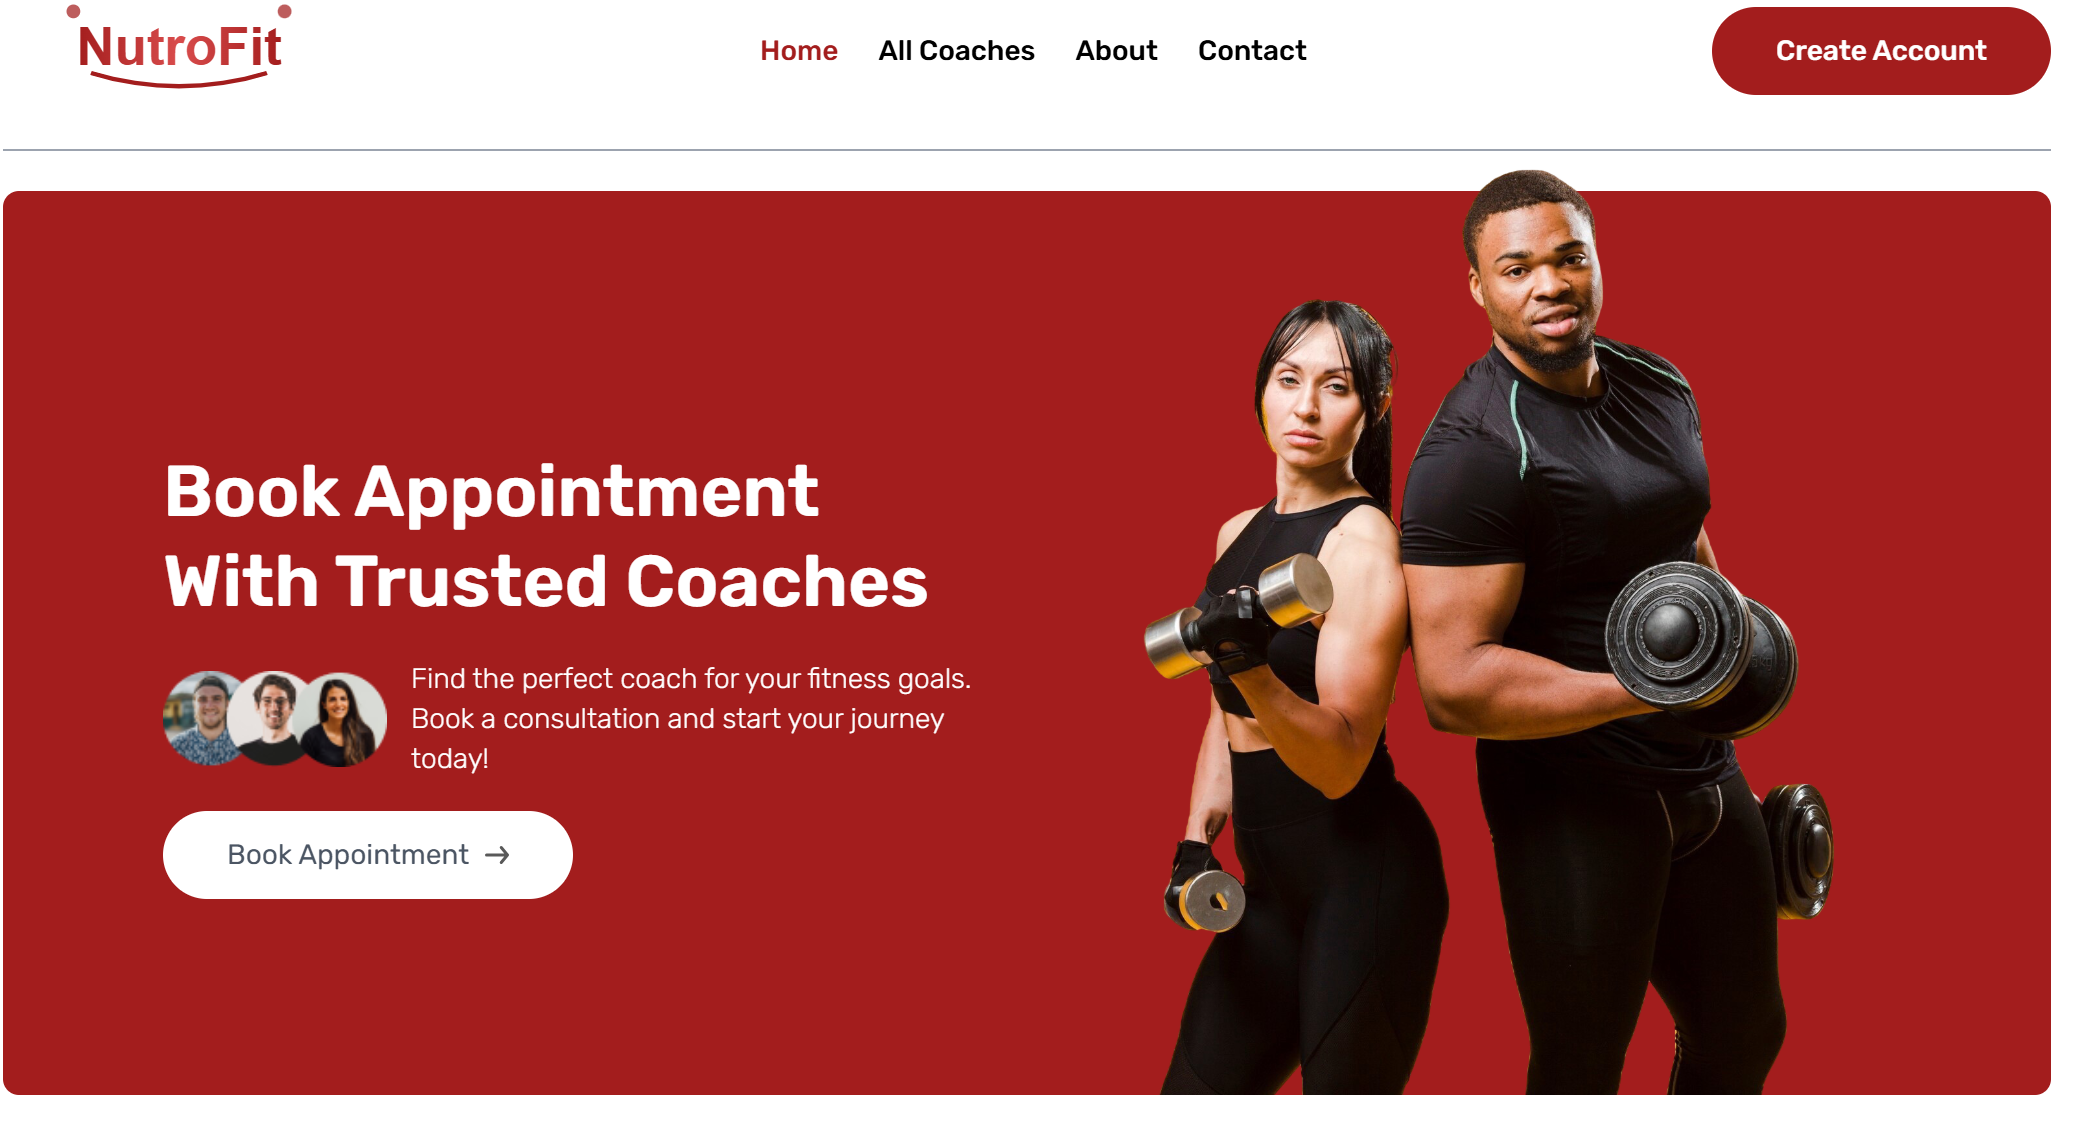 NutroFit
Home
All Coaches
About
Contact
Create Account
Book Appointment
With Trusted Coaches
Find the perfect coach for your fitness goals.
Book a consultation and start your journey
today!
Book Appointment